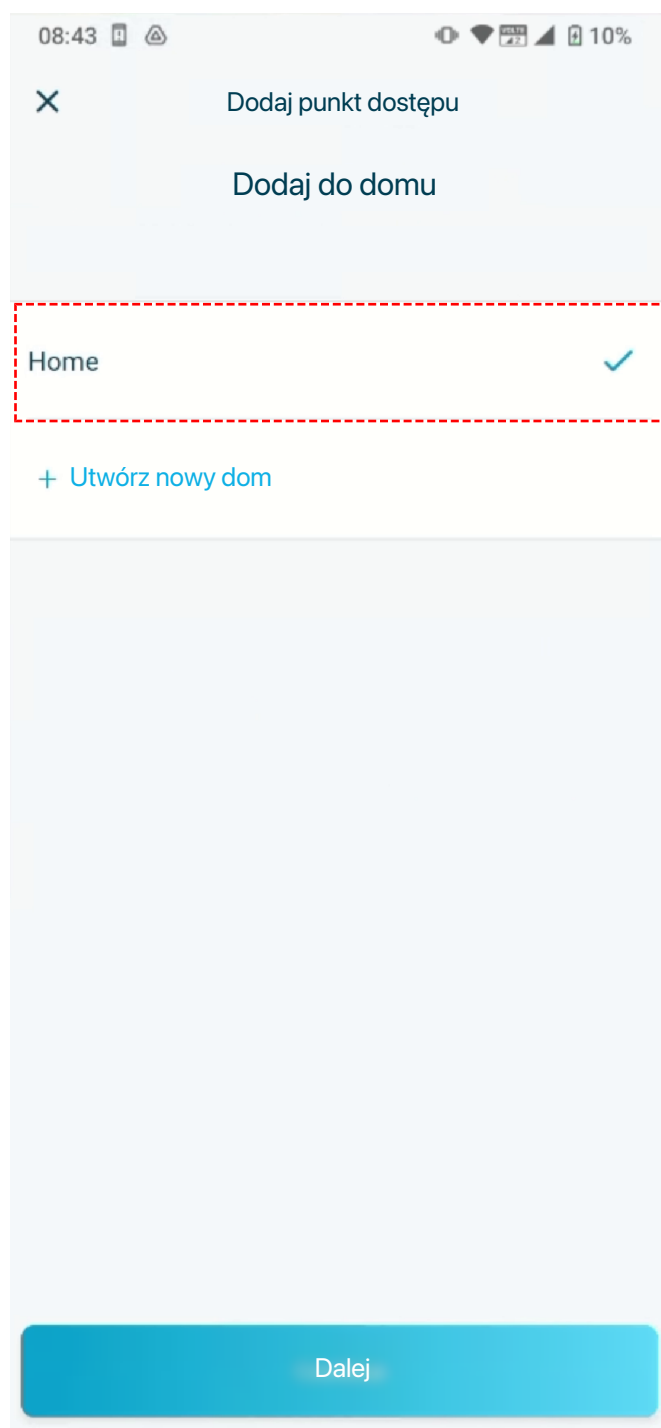 08:43 10%
Dodaj punkt dostępu
Dodaj do domu
Home
+ Utwórz nowy dom
Dalej